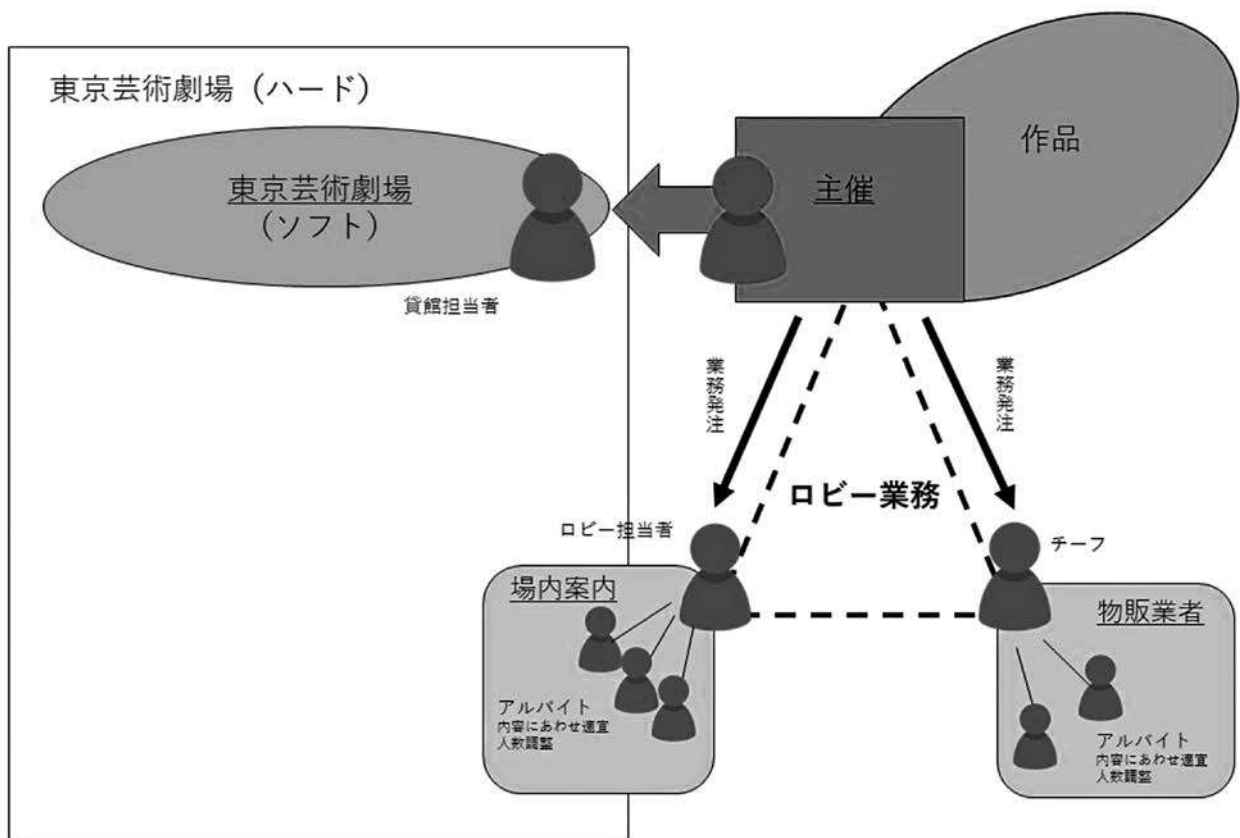 東京芸術劇場（ハード）
東京芸術劇場
（ソフト）
貸館担当者
主催
作品
業務発注
業務発注
ロビー業務
ロビー担当者
チーフ
場内案内
アルバイト
内容にあわせ適宜
人数調整
物販業者
アルバイト
内容にあわせ適宜
人数調整